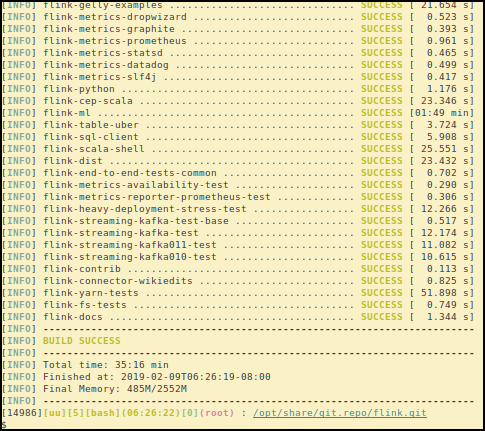 [INFO] flink-gelly-examples ............................... SUCCESS [ 21.654 s]
[INFO] flink-metrics-dropwizard ........................... SUCCESS [  0.523 s]
[INFO] flink-metrics-graphite ............................. SUCCESS [  0.393 s]
[INFO] flink-metrics-prometheus ........................... SUCCESS [  0.961 s]
[INFO] flink-metrics-statsd ............................... SUCCESS [  0.465 s]
[INFO] flink-metrics-datadog .............................. SUCCESS [  0.499 s]
[INFO] flink-metrics-slf4j ................................ SUCCESS [  0.417 s]
[INFO] flink-python ....................................... SUCCESS [  1.176 s]
[INFO] flink-cep-scala .................................... SUCCESS [ 23.346 s]
[INFO] flink-ml ........................................... SUCCESS [01:49 min]
[INFO] flink-table-uber ................................... SUCCESS [  3.724 s]
[INFO] flink-sql-client ................................... SUCCESS [  5.908 s]
[INFO] flink-scala-shell .................................. SUCCESS [ 25.551 s]
[INFO] flink-dist ......................................... SUCCESS [ 23.432 s]
[INFO] flink-end-to-end-tests-common ...................... SUCCESS [  0.702 s]
[INFO] flink-metrics-availability-test .................... SUCCESS [  0.290 s]
[INFO] flink-metrics-reporter-prometheus-test ............. SUCCESS [  0.306 s]
[INFO] flink-heavy-deployment-stress-test ................. SUCCESS [ 12.266 s]
[INFO] flink-streaming-kafka-test-base .................... SUCCESS [  0.517 s]
[INFO] flink-streaming-kafka-test ......................... SUCCESS [ 12.174 s]
[INFO] flink-streaming-kafka011-test ...................... SUCCESS [ 11.082 s]
[INFO] flink-streaming-kafka010-test ...................... SUCCESS [ 10.615 s]
[INFO] flink-contrib ...................................... SUCCESS [  0.113 s]
[INFO] flink-connector-wikiedits .......................... SUCCESS [  0.825 s]
[INFO] flink-yarn-tests ................................... SUCCESS [ 51.898 s]
[INFO] flink-fs-tests ..................................... SUCCESS [  0.749 s]
[INFO] flink-docs ......................................... SUCCESS [  1.344 s]
[INFO] ------------------------------------------------------------------------
[INFO] BUILD SUCCESS
[INFO] ------------------------------------------------------------------------
[INFO] Total time: 35:16 min
[INFO] Finished at: 2019-02-09T06:26:19-08:00
[INFO] Final Memory: 485M/2552M
[INFO] ------------------------------------------------------------------------
[14986][uu][5][bash](06:26:22)[0](root) : /opt/share/git.repo/flink.git
$